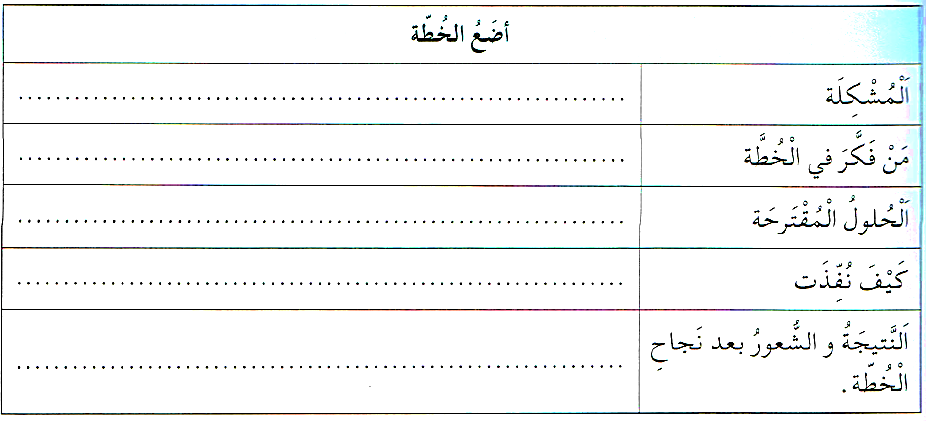 أضَعُ الخُطّة
اَلْمُشْكِلَة ........................................................................
مَنْ فَكَّرَ في الْخُطَّة ........................................................................
اَلْحُلولُ الْمُقْتَرحَة ........................................................................
كَيْفَ نُفِّذَت ........................................................................
اَلنَّتيجَةُ و الشُّعورُ بعد نَجاحِ
الْخُطّة. ........................................................................